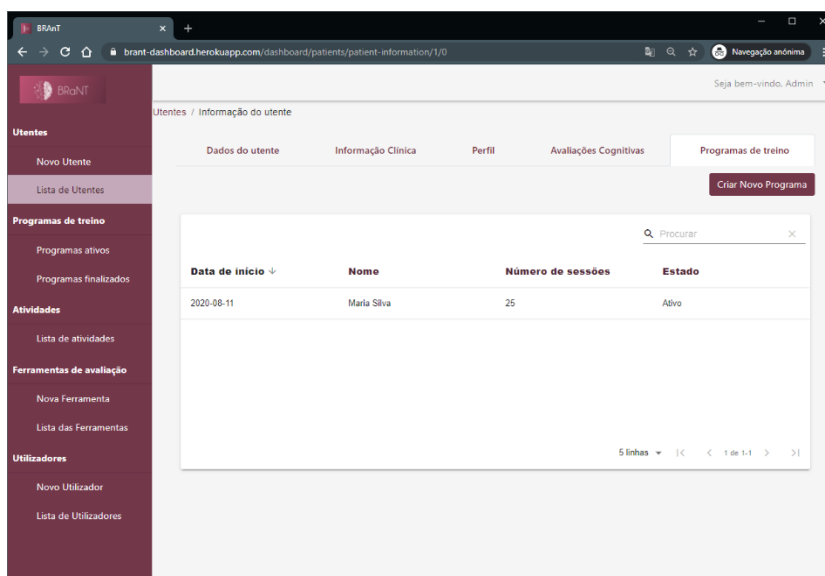 BRAnT
brant-dashboard.herokuapp.com/dashboard/patients/patient-information/1/0
Navegação anónima
BRaNT
Seja bem-vindo, Admin
Utentes / Informação do utente
Utentes
Novo Utente
Lista de Utentes
Programas de treino
Programas ativos
Programas finalizados
Atividades
Lista de atividades
Ferramentas de avaliação
Nova Ferramenta
Lista das Ferramentas
Utilizadores
Novo Utilizador
Lista de Utilizadores
Dados do utente Informação Clínica Perfil Avaliações Cognitivas Programas de treino
Criar Novo Programa
Procurar
Data de início Nome Número de sessões Estado
2020-08-11 Maria Silva 25 Ativo
5 linhas 1 de 1-1